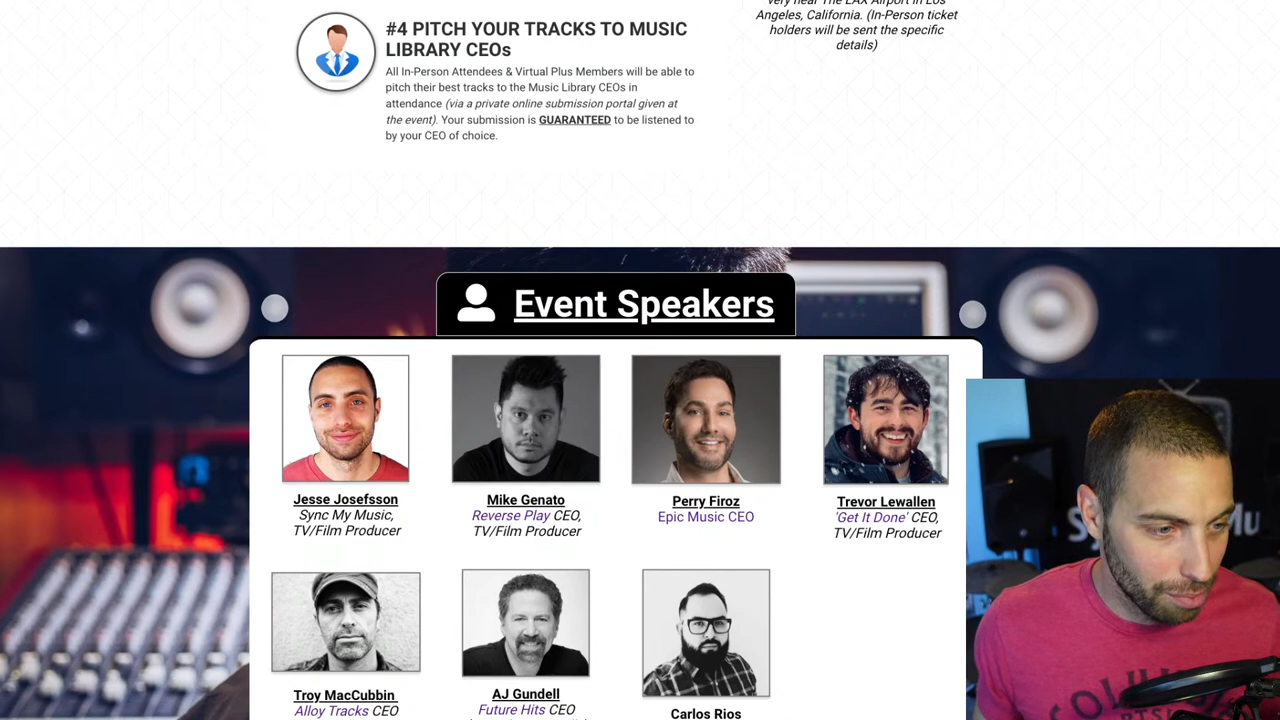 very near The LAX Airport in Los
Angeles, California. (In-Person ticket
holders will be sent the specific
details)
#4 PITCH YOUR TRACKS TO MUSIC
LIBRARY CEOs
All In-Person Attendees & Virtual Plus Members will be able to
pitch their best tracks to the Music Library CEOs in
attendance (via a private online submission portal given at
the event). Your submission is GUARANTEED to be listened to
by your CEO of choice.
Event Speakers
Jesse Josefsson
Sync My Music,
TV/Film Producer
Mike Genato
Reverse Play CEO,
TV/Film Producer
Perry Firoz
Epic Music CEO
Trevor Lewallen
'Get It Done' CEO,
TV/Film Producer
Troy MacCubbin
Alloy Tracks CEO
AJ Gundell
Future Hits CEO
Carlos Rios